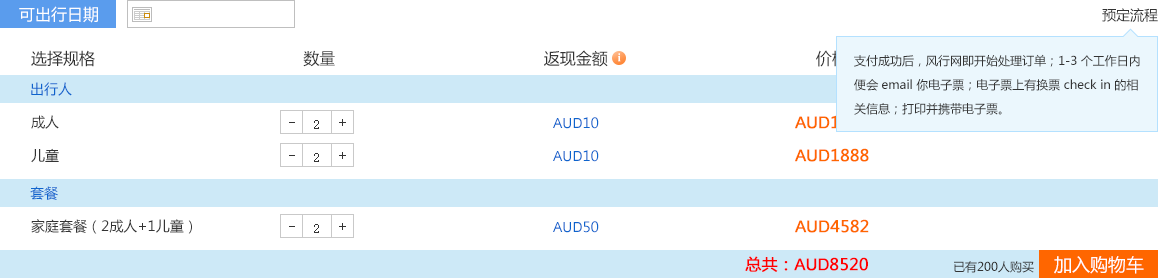 可出行日期
预定流程
选择规格 数量 返现金额
支付成功后，风行网即开始处理订单；1-3 个工作日内
便会 email 你电子票；电子票上有换票 check in 的相
关信息；打印并携带电子票。
出行人
成人 - 2 + AUD10
儿童 - 2 + AUD10 AUD1888
套餐
家庭套餐（2成人+1儿童） - 2 + AUD50 AUD4582
总共：AUD8520 已有200人购买 加入购物车